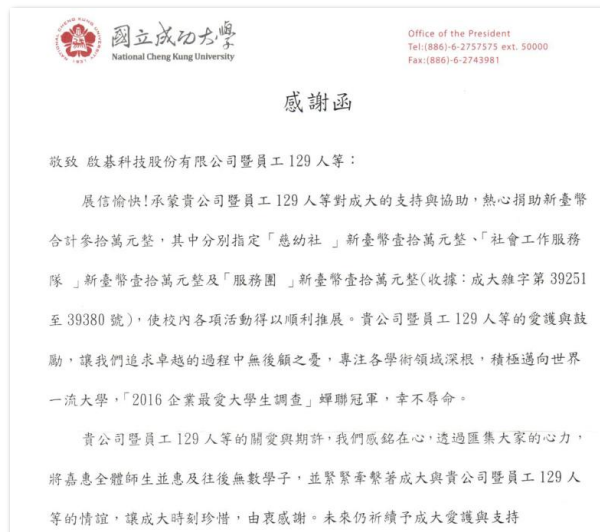 國立成功大學
National Cheng Kung University
Office of the President
Tel:(886)-6-2757575 ext. 50000
Fax:(886)-6-2743981
感謝函
敬致 啟碁科技股份有限公司暨員工 129 人等：
展信愉快!承蒙貴公司暨員工 129 人等對成大的支持與協助，熱心捐助新臺幣
合計參拾萬元整，其中分別指定「慈幼社 」新臺幣壹拾萬元整、「社會工作服務
隊 」新臺幣壹拾萬元整及「服務團 」新臺幣壹拾萬元整(收據：成大雜字第 39251
至 39380 號)，使校內各項活動得以順利推展。貴公司暨員工 129 人等的愛護與鼓
勵，讓我們追求卓越的過程中無後顧之憂，專注各學術領域深根，積極邁向世界
一流大學，「2016 企業最愛大學生調查」蟬聯冠軍，幸不辱命。
貴公司暨員工 129 人等的關愛與期許，我們感銘在心，透過匯集大家的心力，
將嘉惠全體師生並惠及往後無數學子，並緊緊牽繫著成大與貴公司暨員工 129 人
等的情誼，讓成大時刻珍惜，由衷感謝。未來仍祈續予成大愛護與支持